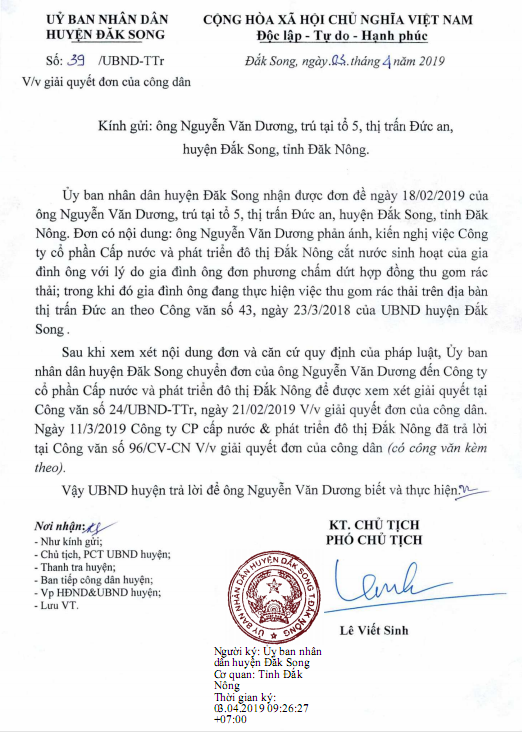 ỦY BAN NHÂN DÂN
HUYỆN ĐĂK SONG
CỘNG HÒA XÃ HỘI CHỦ NGHĨA VIỆT NAM
Độc lập - Tự do - Hạnh phúc
Số: 39 /UBND-TTr
V/v giải quyết đơn của công dân
Đắk Song, ngày 03 tháng 4 năm 2019
Kính gửi: ông Nguyễn Văn Dương, trú tại tổ 5, thị trấn Đức an,
huyện Đắk Song, tỉnh Đăk Nông.
Ủy ban nhân dân huyện Đăk Song nhận được đơn đề ngày 18/02/2019 của
ông Nguyễn Văn Dương, trú tại tổ 5, thị trấn Đức an, huyện Đắk Song, tỉnh Đăk
Nông. Đơn có nội dung: ông Nguyễn Văn Dương phản ánh, kiến nghị việc Công
ty cổ phần Cấp nước và phát triển đô thị Đắk Nông cắt nước sinh hoạt của gia
đình ông với lý do gia đình ông đơn phương chấm dứt hợp đồng thu gom rác
thải; trong khi đó gia đình ông đang thực hiện việc thu gom rác thải trên địa bàn
thị trấn Đức an theo Công văn số 43, ngày 23/3/2018 của UBND huyện Đắk
Song .
Sau khi xem xét nội dung đơn và căn cứ quy định của pháp luật, Ủy ban
nhân dân huyện Đăk Song chuyển đơn của ông Nguyễn Văn Dương đến Công ty
cổ phần Cấp nước và phát triển đô thị Đắk Nông để được xem xét giải quyết tại
Công văn số 24/UBND-TTr, ngày 21/02/2019 V/v giải quyết đơn của công dân.
Ngày 11/3/2019 Công ty CP cấp nước & phát triển đô thị Đắk Nông đã trả lời
tại Công văn số 96/CV-CN V/v giải quyết đơn của công dân (có công văn kèm
theo).
Vậy UBND huyện trả lời để ông Nguyễn Văn Dương biết và thực hiện.
Nơi nhận:
- Như kính gửi;
- Chủ tịch, PCT UBND huyện;
- Thanh tra huyện;
- Ban tiếp công dân huyện;
- Vp HĐND&UBND huyện;
- Lưu VT.
KT. CHỦ TỊCH
PHÓ CHỦ TỊCH
ỦY BAN NHÂN DÂN HUYỆN ĐĂK SONG T.ĐĂK NÔNG
Lê Viết Sinh
Người ký: Ủy ban nhân
dân huyện Đăk Song
Cơ quan: Tỉnh Đắk
Nông
Thời gian ký:
03.04.2019 09:26:27
+07:00